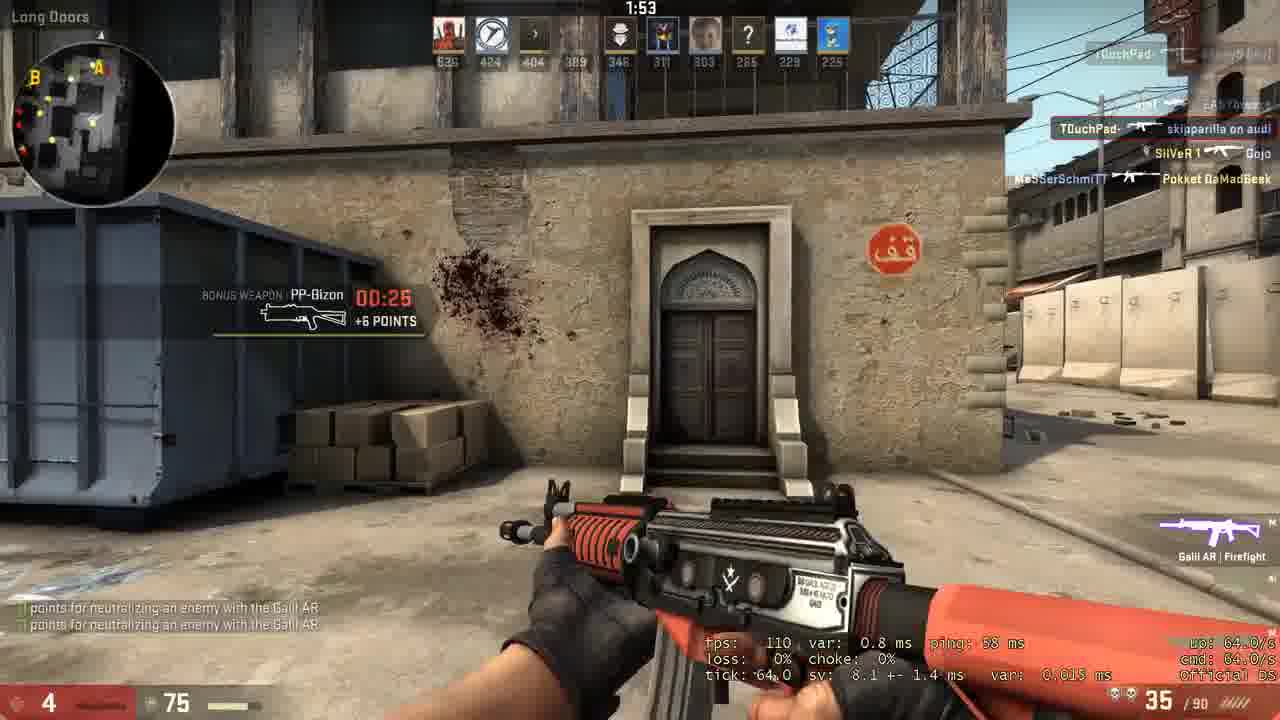 Long Doors
1:53
B
A
?
525 424 404 389 346 311 303 265 229 225
TOuchPad-
TOuchPad- skipparilla on audi
SilVeR 1 Gojo
MeSSerSchmiTT Pokket DaMadGeek
قف
BONUS WEAPON: PP-Bizon 00:25
+6 POINTS
Galil AR | Firefight
points for neutralizing an enemy with the Galil AR
points for neutralizing an enemy with the Galil AR
fps: 110 var: 0.8 ms ping: 58 ms
loss: 0% choke: 0%
tick:64.0 sv: 8.1 +- 1.4 ms var: 0.015 ms
up: 64.0/s
cmd: 64.0/s
Official DS
4 75
35 / 90